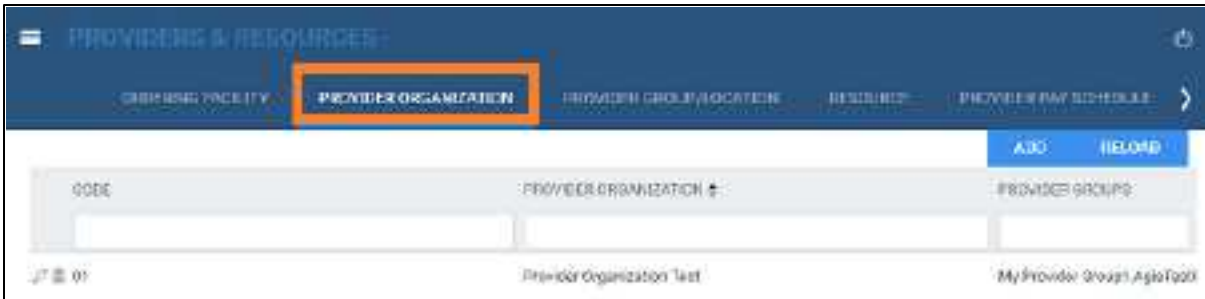 PROVIDERS & RESOURCES
ORDERING FACILITY PROVIDER ORGANIZATION PROVIDER GROUP/LOCATION RESOURCE PROVIDER PAY SCHEDULE
ADD RELOAD
CODE PROVIDER ORGANIZATION PROVIDER GROUPS
01 Provider Organization Test My Provider Group1